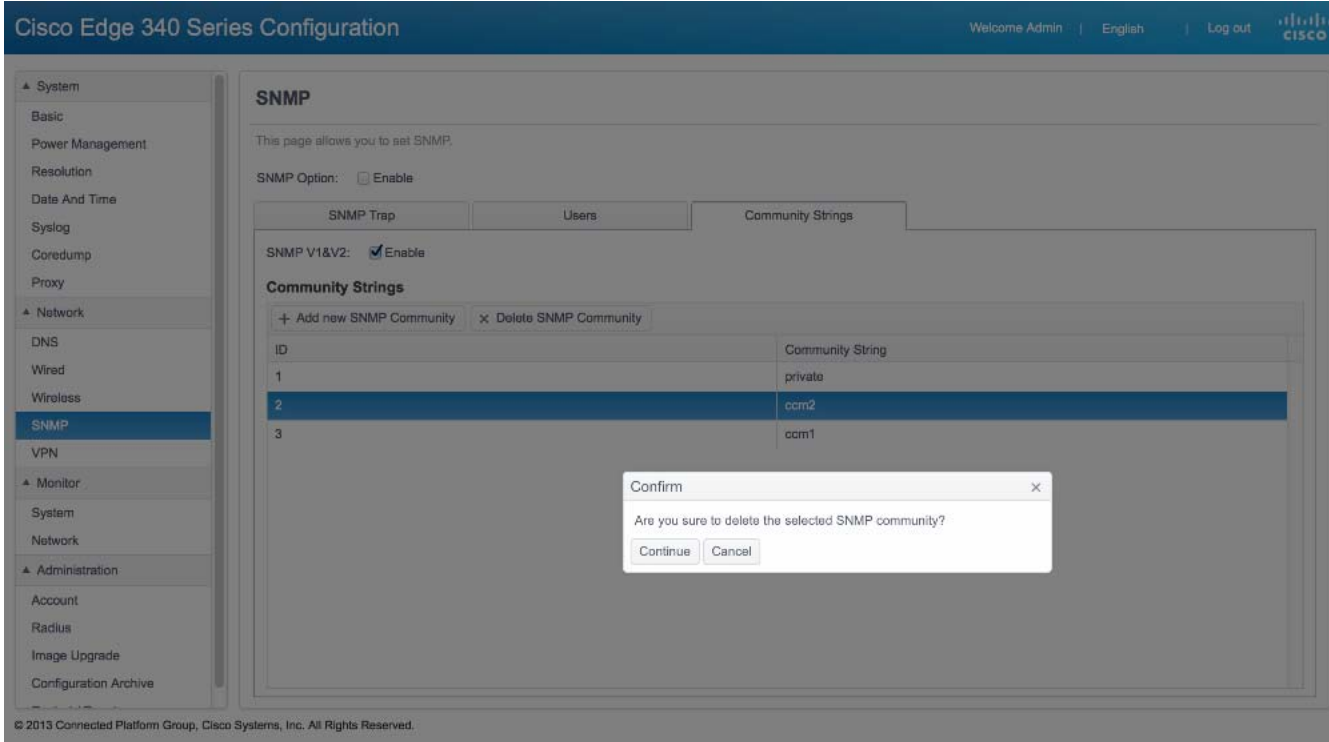 Cisco Edge 340 Series Configuration
Welcome Admin | English | Log out
CISCO
System
Basic
Power Management
Resolution
Date And Time
Syslog
Coredump
Proxy
Network
DNS
Wired
Wireless
SNMP
VPN
Monitor
System
Network
Administration
Account
Radius
Image Upgrade
Configuration Archive
SNMP
This page allows you to set SNMP.
SNMP Option: Enable
SNMP Trap Users Community Strings
SNMP V1&V2: Enable
Community Strings
+ Add new SNMP Community × Delete SNMP Community
ID Community String
1 private
2 ccm2
3 ccm1
Confirm ×
Are you sure to delete the selected SNMP community?
Continue Cancel
© 2013 Connected Platform Group, Cisco Systems, Inc. All Rights Reserved.